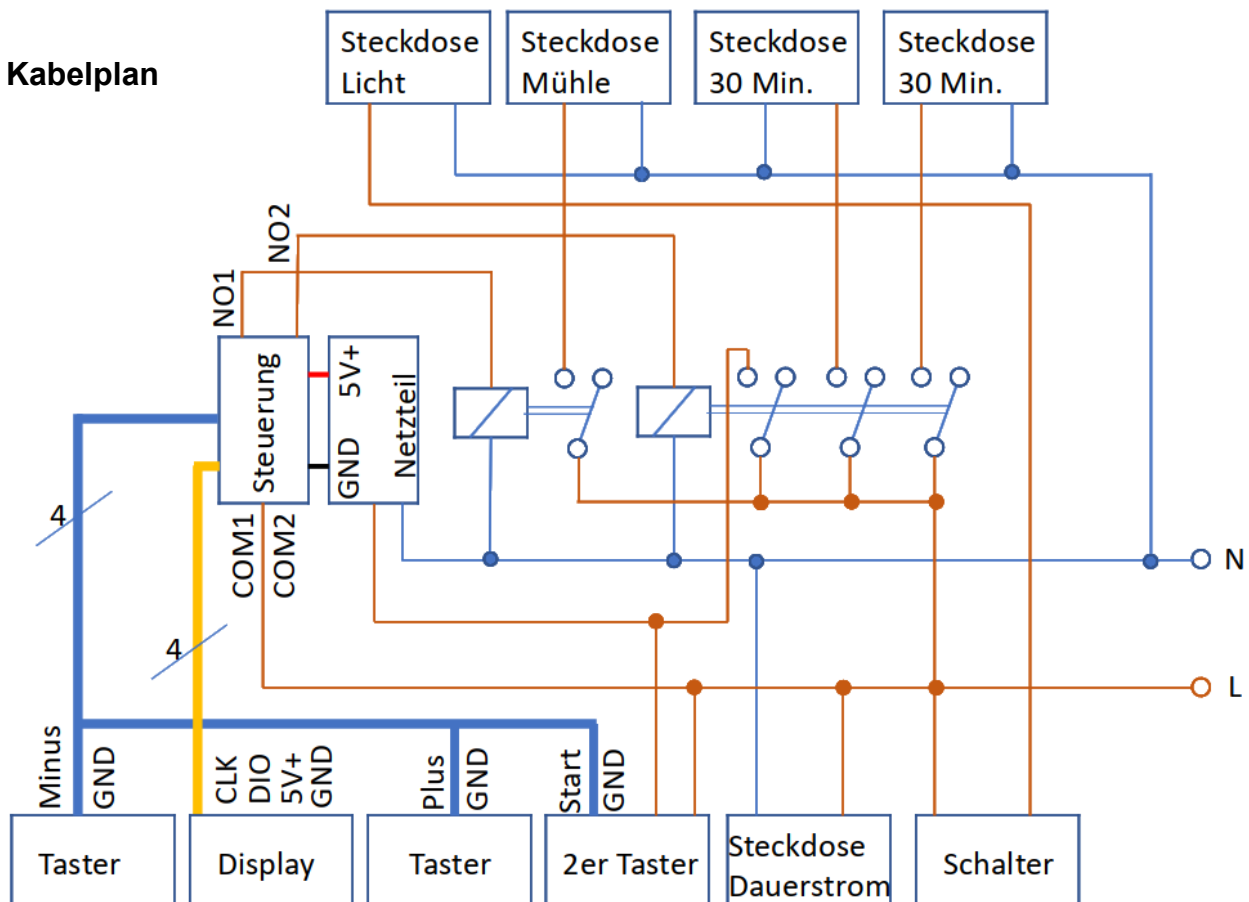 Kabelplan
Steckdose
Licht
Steckdose
Mühle
Steckdose
30 Min.
Steckdose
30 Min.
NO1
NO2
Steuerung
5V+
GND
Netzteil
COM1
COM2
4
4
N
L
Minus
GND
CLK
DIO
5V+
GND
Plus
GND
Start
GND
Taster
Display
Taster
2er Taster
Steckdose
Dauerstrom
Schalter